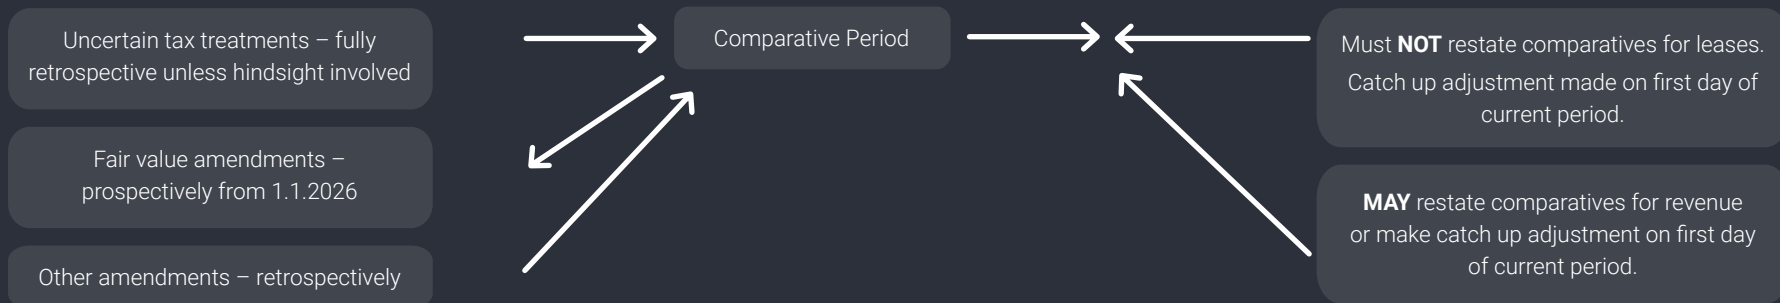 Uncertain tax treatments – fully
retrospective unless hindsight involved
Fair value amendments –
prospectively from 1.1.2026
Other amendments – retrospectively
Comparative Period
Must NOT restate comparatives for leases.
Catch up adjustment made on first day of
current period.
MAY restate comparatives for revenue
or make catch up adjustment on first day
of current period.